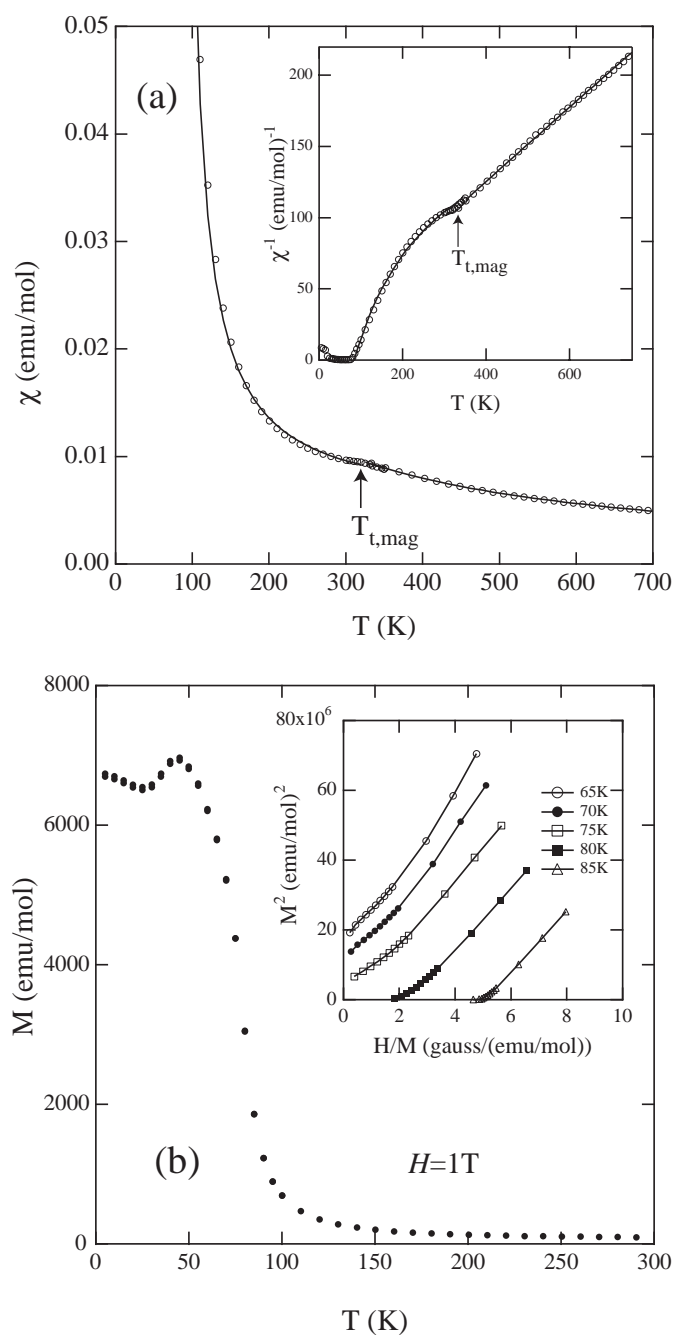 0.05
0.04
0.03
0.02
0.01
0.00
χ (emu/mol)
0 100 200 300 400 500 600 700
T (K)
(a)
T_t,mag
200
150
100
50
0
χ^-1 (emu/mol)^-1
0 200 400 600
T (K)
T_t,mag
8000
6000
4000
2000
0
M (emu/mol)
0 50 100 150 200 250 300
T (K)
(b)
H=1T
80x10^6
60
40
20
0
M^2 (emu/mol)^2
0 2 4 6 8 10
H/M (gauss/(emu/mol))
65K
70K
75K
80K
85K